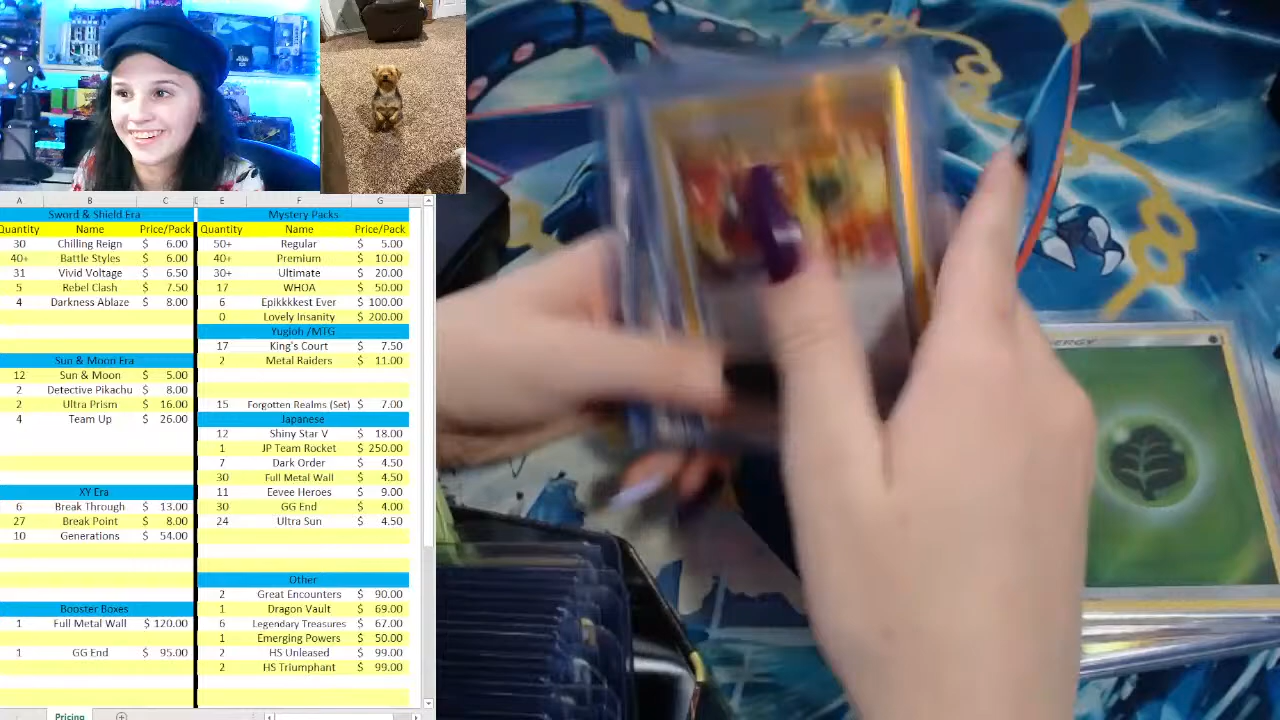 A B C E F G
Sword & Shield Era Mystery Packs
Quantity Name Price/Pack Quantity Name Price/Pack
30 Chilling Reign $ 6.00 50+ Regular $ 5.00
40+ Battle Styles $ 6.00 40+ Premium $ 10.00
31 Vivid Voltage $ 6.50 30+ Ultimate $ 20.00
5 Rebel Clash $ 7.50 17 WHOA $ 50.00
4 Darkness Ablaze $ 8.00 6 Epikkkkest Ever $ 100.00
0 Lovely Insanity $ 200.00
Yugioh /MTG
17 King's Court $ 7.50
Sun & Moon Era 2 Metal Raiders $ 11.00
12 Sun & Moon $ 5.00
2 Detective Pikachu $ 8.00
2 Ultra Prism $ 16.00 15 Forgotten Realms (Set) $ 7.00
4 Team Up $ 26.00 Japanese
12 Shiny Star V $ 18.00
1 JP Team Rocket $ 250.00
7 Dark Order $ 4.50
30 Full Metal Wall $ 4.50
XY Era 11 Eevee Heroes $ 9.00
6 Break Through $ 13.00 30 GG End $ 4.00
27 Break Point $ 8.00 24 Ultra Sun $ 4.50
10 Generations $ 54.00
Other
2 Great Encounters $ 90.00
Booster Boxes 1 Dragon Vault $ 69.00
1 Full Metal Wall $ 120.00 6 Legendary Treasures $ 67.00
1 Emerging Powers $ 50.00
1 GG End $ 95.00 2 HS Unleased $ 99.00
2 HS Triumphant $ 99.00
Pricing